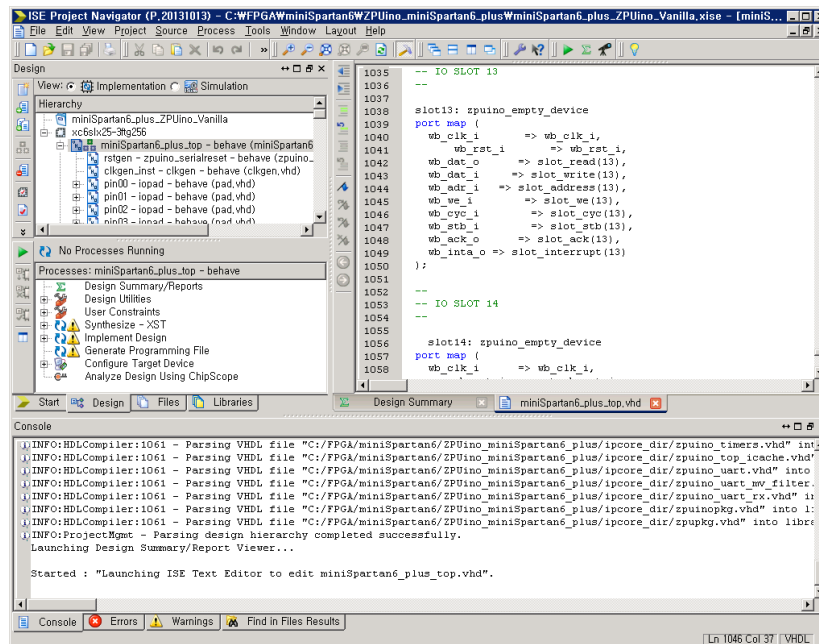 ISE Project Navigator (P.20131013) - C:₩FPGA₩miniSpartan6₩ZPUino_miniSpartan6_plus₩miniSpartan6_plus_ZPUino_Vanilla.xise - [miniS...
File Edit View Project Source Process Tools Window Layout Help
Design
View: Implementation Simulation
Hierarchy
miniSpartan6_plus_ZPUino_Vanilla
xc6slx25-3ftg256
miniSpartan6_plus_top - behave (miniSpartan6
rstgen - zpuino_serialreset - behave (zpuino_
clkgen_inst - clkgen - behave (clkgen.vhd)
pin00 - iopad - behave (pad.vhd)
pin01 - iopad - behave (pad.vhd)
pin02 - iopad - behave (pad.vhd)
pin03 - iopad - behave (pad.vhd)
No Processes Running
Processes: miniSpartan6_plus_top - behave
Design Summary/Reports
Design Utilities
User Constraints
Synthesize - XST
Implement Design
Generate Programming File
Configure Target Device
Analyze Design Using ChipScope
Start Design Files Libraries
1035 -- IO SLOT 13
1036 --
1037
1038 slot13: zpuino_empty_device
1039 port map (
1040 wb_clk_i => wb_clk_i,
1041 wb_rst_i => wb_rst_i,
1042 wb_dat_o => slot_read(13),
1043 wb_dat_i => slot_write(13),
1044 wb_adr_i => slot_address(13),
1045 wb_we_i => slot_we(13),
1046 wb_cyc_i => slot_cyc(13),
1047 wb_stb_i => slot_stb(13),
1048 wb_ack_o => slot_ack(13),
1049 wb_inta_o => slot_interrupt(13)
1050 );
1051
1052 --
1053 -- IO SLOT 14
1054 --
1055
1056 slot14: zpuino_empty_device
1057 port map (
1058 wb_clk_i => wb_clk_i,
Design Summary miniSpartan6_plus_top.vhd
Console
INFO:HDLCompiler:1061 - Parsing VHDL file "C:/FPGA/miniSpartan6/ZPUino_miniSpartan6_plus/ipcore_dir/zpuino_timers.vhd" int
INFO:HDLCompiler:1061 - Parsing VHDL file "C:/FPGA/miniSpartan6/ZPUino_miniSpartan6_plus/ipcore_dir/zpuino_top_icache.vhd"
INFO:HDLCompiler:1061 - Parsing VHDL file "C:/FPGA/miniSpartan6/ZPUino_miniSpartan6_plus/ipcore_dir/zpuino_uart.vhd" into
INFO:HDLCompiler:1061 - Parsing VHDL file "C:/FPGA/miniSpartan6/ZPUino_miniSpartan6_plus/ipcore_dir/zpuino_uart_mv_filter.
INFO:HDLCompiler:1061 - Parsing VHDL file "C:/FPGA/miniSpartan6/ZPUino_miniSpartan6_plus/ipcore_dir/zpuino_uart_rx.vhd" in
INFO:HDLCompiler:1061 - Parsing VHDL file "C:/FPGA/miniSpartan6/ZPUino_miniSpartan6_plus/ipcore_dir/zpuinopkg.vhd" into li
INFO:HDLCompiler:1061 - Parsing VHDL file "C:/FPGA/miniSpartan6/ZPUino_miniSpartan6_plus/ipcore_dir/zpupkg.vhd" into libra
INFO:ProjectMgmt - Parsing design hierarchy completed successfully.
Launching Design Summary/Report Viewer...
Started : "Launching ISE Text Editor to edit miniSpartan6_plus_top.vhd".
Console Errors Warnings Find in Files Results
Ln 1046 Col 37 VHDL